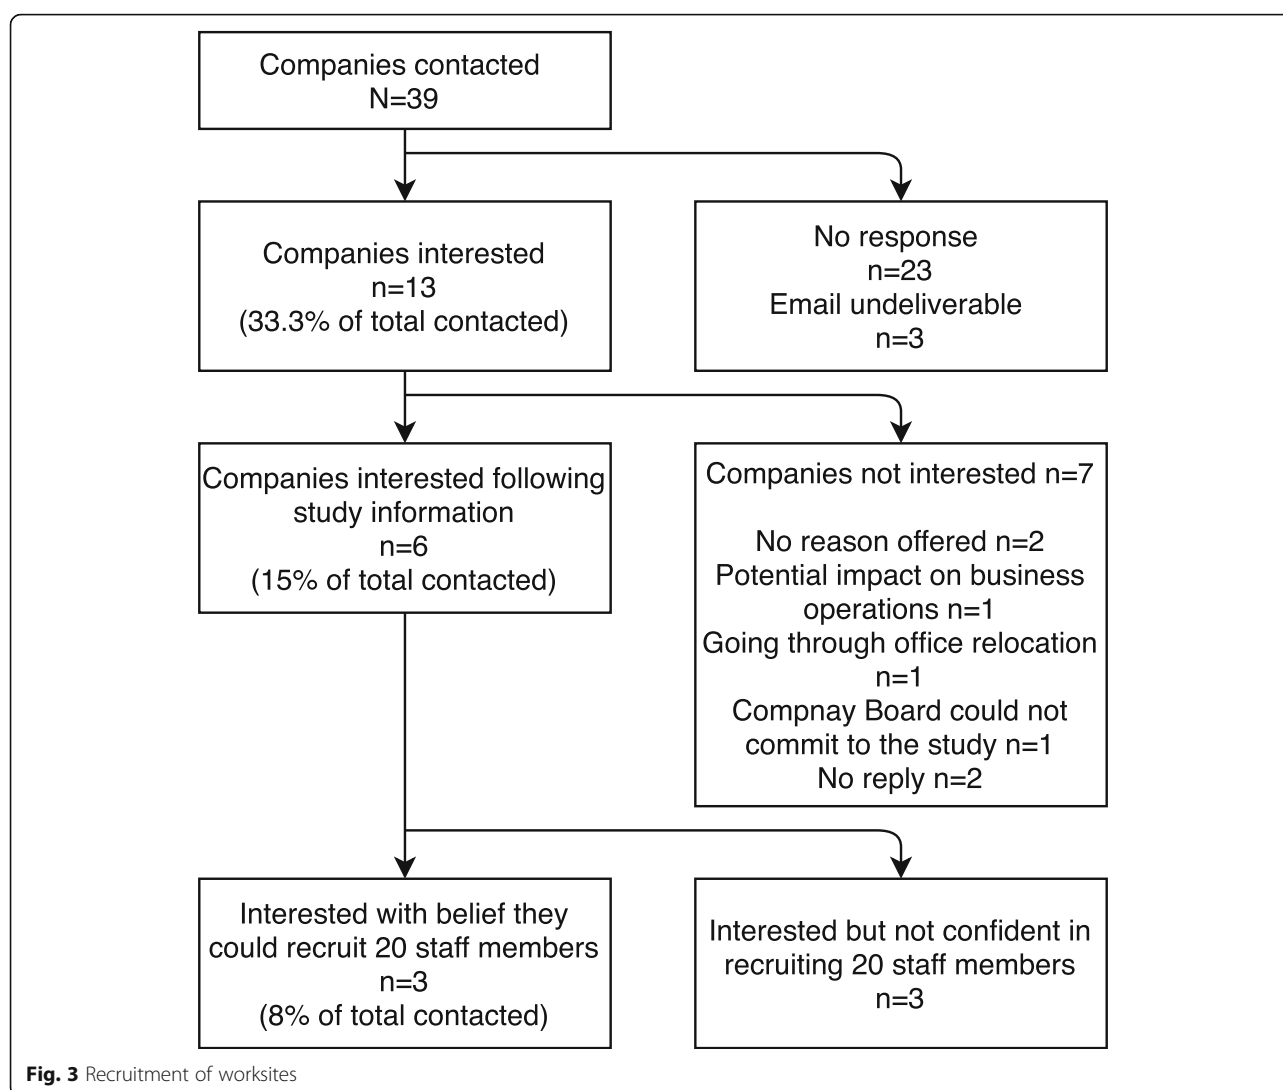 Companies contacted
N=39
Companies interested
n=13
(33.3% of total contacted)
No response
n=23
Email undeliverable
n=3
Companies interested following
study information
n=6
(15% of total contacted)
Companies not interested n=7
No reason offered n=2
Potential impact on business
operations n=1
Going through office relocation
n=1
Compnay Board could not
commit to the study n=1
No reply n=2
Interested with belief they
could recruit 20 staff members
n=3
(8% of total contacted)
Interested but not confident in
recruiting 20 staff members
n=3
Fig. 3 Recruitment of worksites